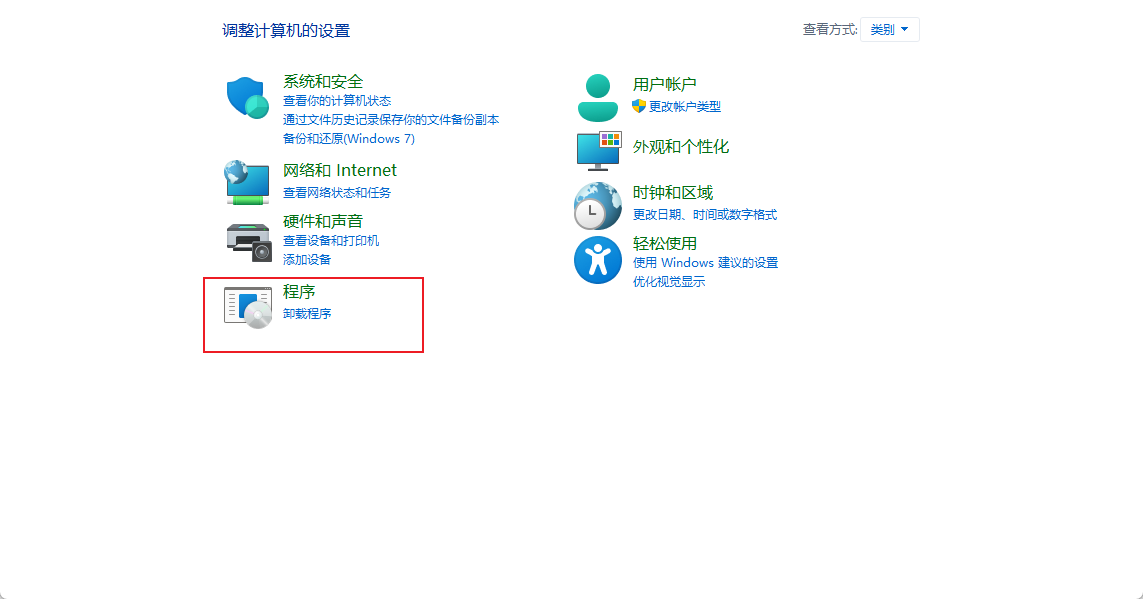 调整计算机的设置
查看方式: 类别
系统和安全
查看你的计算机状态
通过文件历史记录保存你的文件备份副本
备份和还原(Windows 7)
网络和 Internet
查看网络状态和任务
硬件和声音
查看设备和打印机
添加设备
程序
卸载程序
用户帐户
更改帐户类型
外观和个性化
时钟和区域
更改日期、时间或数字格式
轻松使用
使用 Windows 建议的设置
优化视觉显示